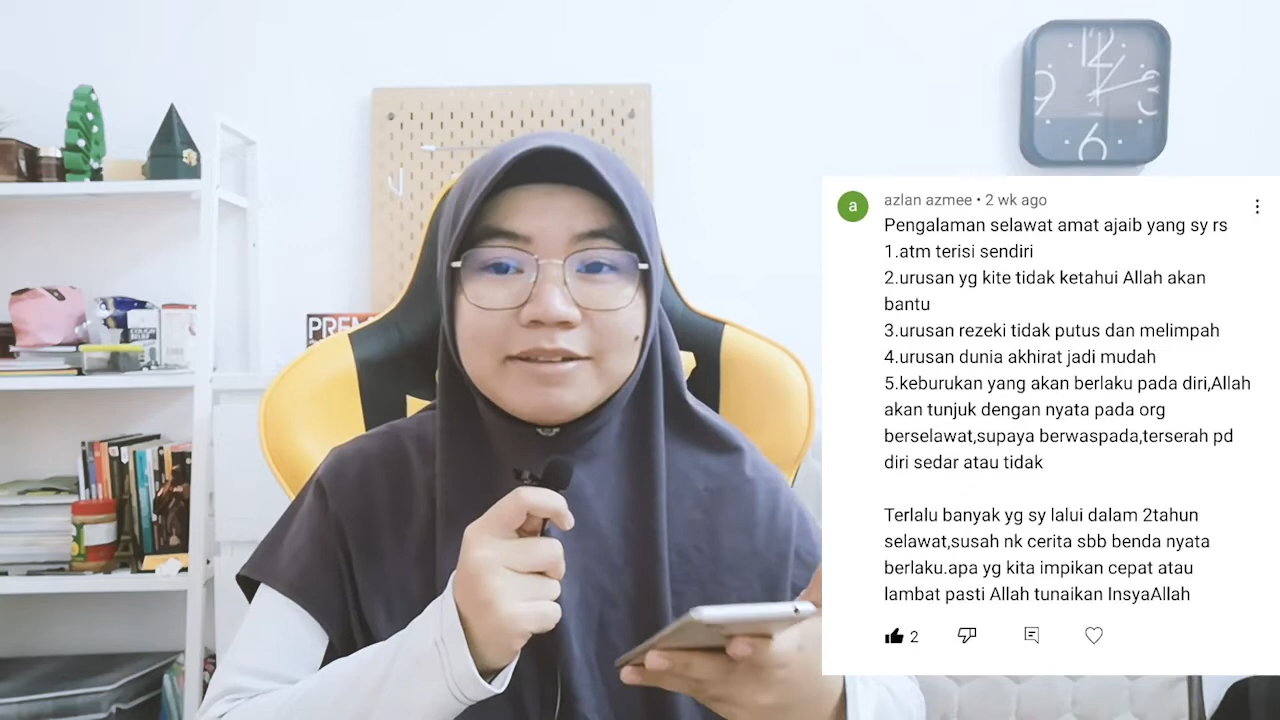 12
9
3
6
PREM
a
azlan azmee • 2 wk ago
Pengalaman selawat amat ajaib yang sy rs
1.atm terisi sendiri
2.urusan yg kite tidak ketahui Allah akan
bantu
3.urusan rezeki tidak putus dan melimpah
4.urusan dunia akhirat jadi mudah
5.keburukan yang akan berlaku pada diri,Allah
akan tunjuk dengan nyata pada org
berselawat,supaya berwaspada,terserah pd
diri sedar atau tidak
Terlalu banyak yg sy lalui dalam 2tahun
selawat,susah nk cerita sbb benda nyata
berlaku.apa yg kita impikan cepat atau
lambat pasti Allah tunaikan InsyaAllah
2